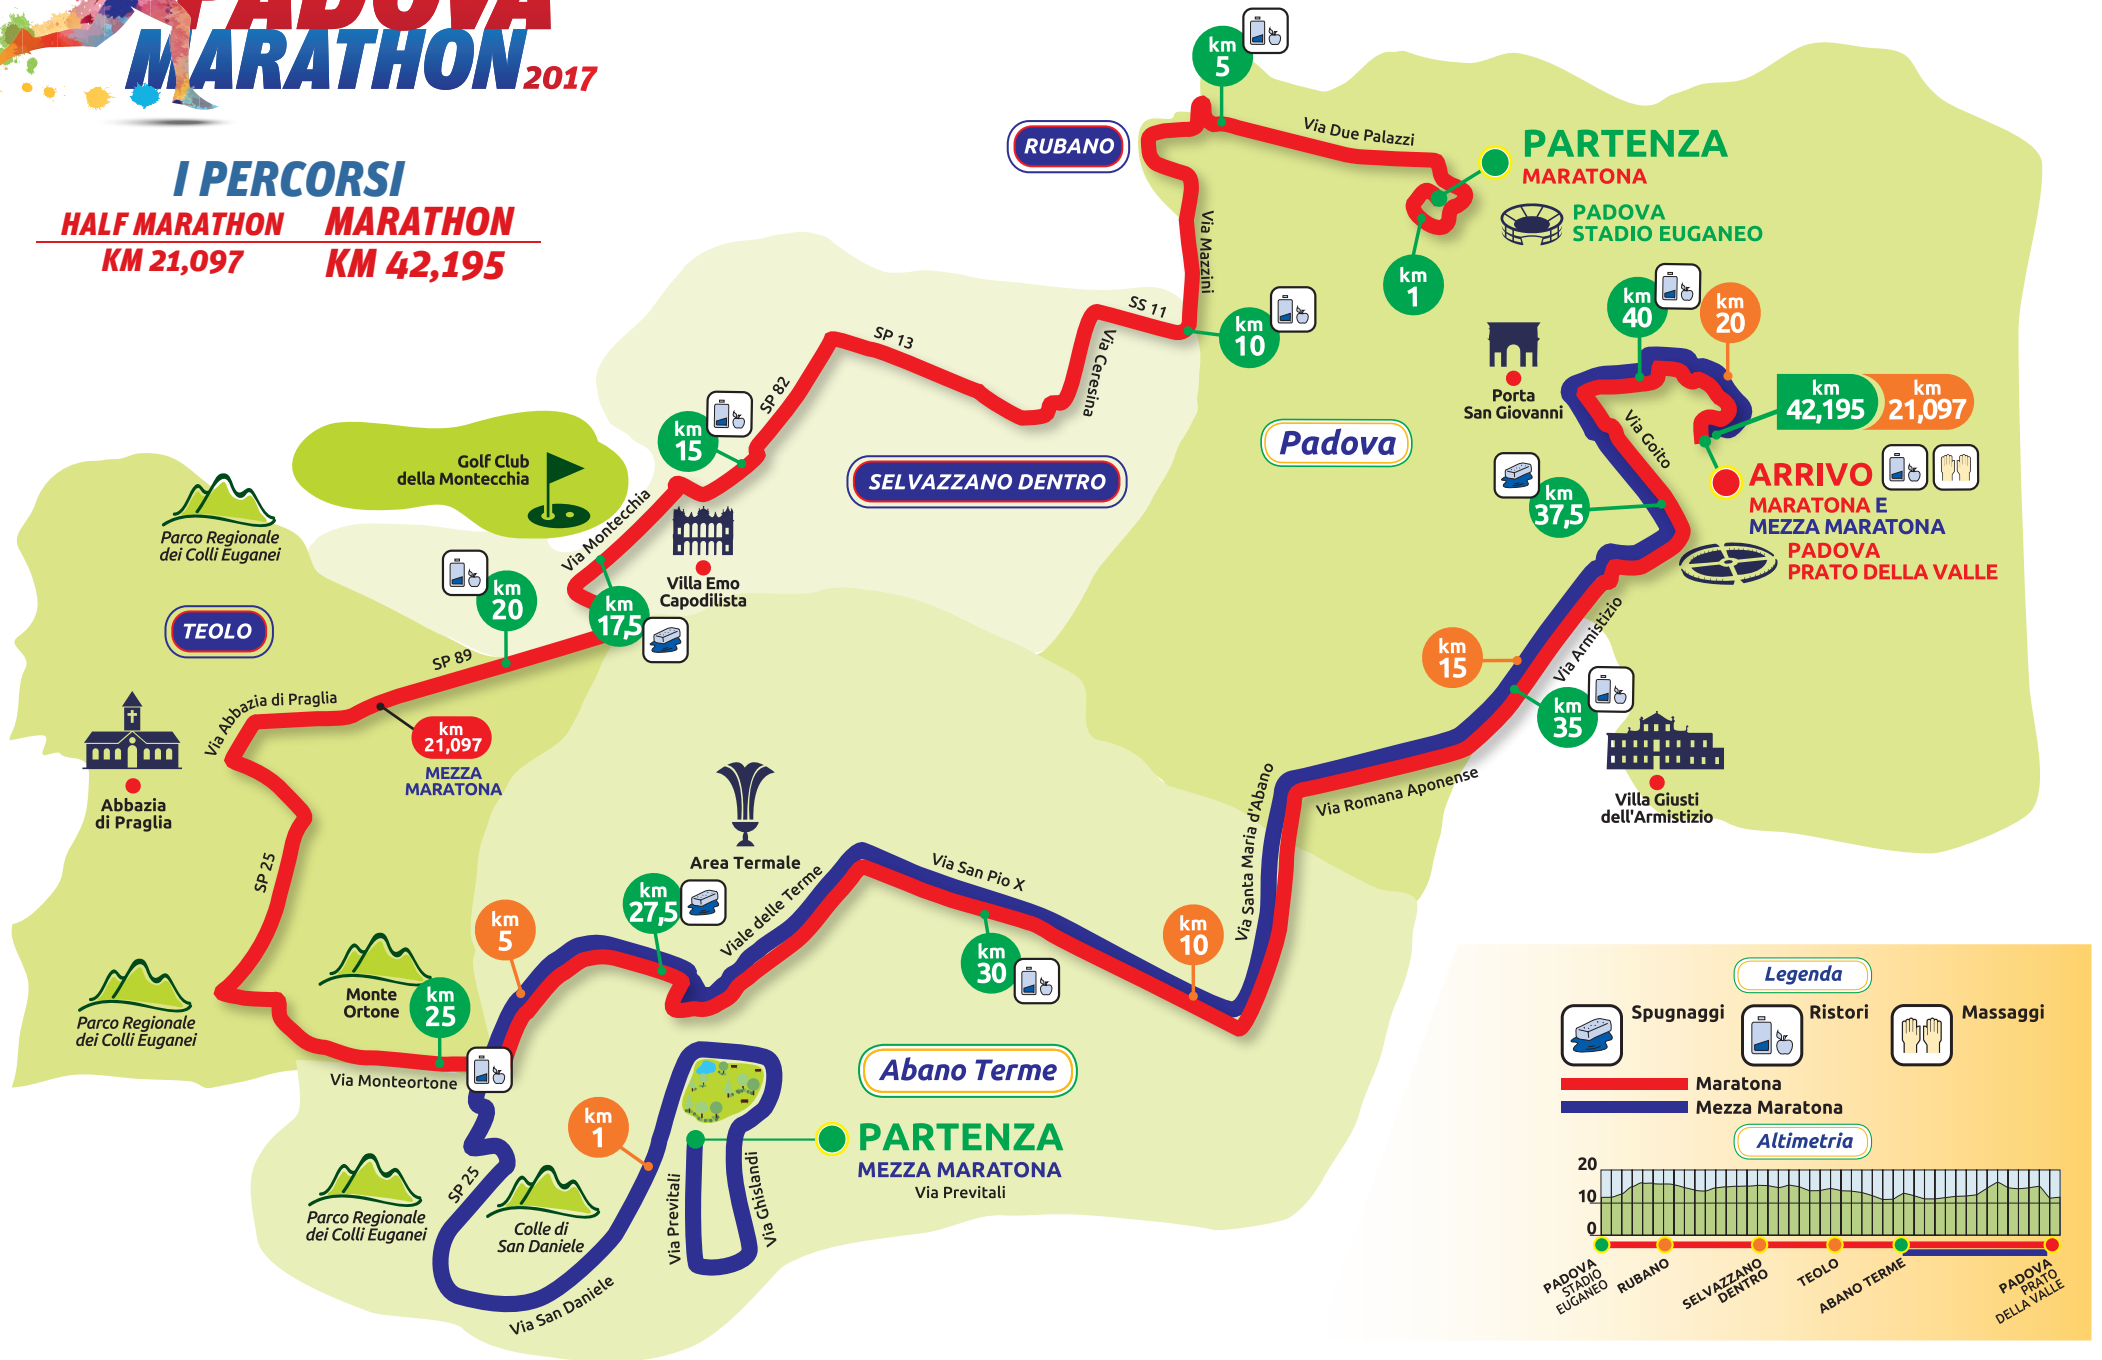 PADOVA
MARATHON 2017
I PERCORSI
HALF MARATHON
KM 21,097
MARATHON
KM 42,195
km
5
RUBANO
Via Due Palazzi
PARTENZA
MARATONA
PADOVA
STADIO EUGANEO
km
1
Via Mazzini
SS 11
km
10
Via Ceresina
SP 13
SP 82
km
15
km
40
km
20
Porta
San Giovanni
km
42,195
km
21,097
Via Goito
Padova
ARRIVO
MARATONA E
MEZZA MARATONA
PADOVA
PRATO DELLA VALLE
km
37,5
Golf Club
della Montecchia
SELVAZZANO DENTRO
Parco Regionale
dei Colli Euganei
Via Montecchia
Villa Emo
Capodilista
km
20
km
17,5
TEOLO
SP 89
Via Abbazia di Praglia
km
21,097
MEZZA
MARATONA
Abbazia
di Praglia
km
15
Via Armistizio
km
35
Villa Giusti
dell'Armistizio
Via Romana Aponense
Via Santa Maria d'Abano
Area Termale
Viale delle Terme
Via San Pio X
SP 25
km
5
km
27,5
km
30
km
10
Monte
Ortone
km
25
Parco Regionale
dei Colli Euganei
Via Monteortone
Abano Terme
km
1
PARTENZA
MEZZA MARATONA
Via Previtali
Via Previtali
Via Ghislandi
SP 25
Parco Regionale
dei Colli Euganei
Colle di
San Daniele
Via San Daniele
Legenda
Spugnaggi
Ristori
Massaggi
Maratona
Mezza Maratona
Altimetria
20
10
0
PADOVA
STADIO
EUGANEO
RUBANO
SELVAZZANO
DENTRO
TEOLO
ABANO TERME
PADOVA
PRATO
DELLA VALLE